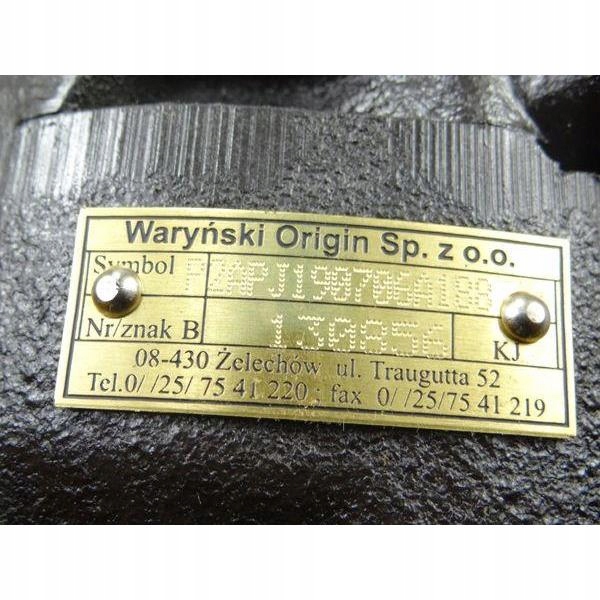 Waryński Origin Sp. z o.o.
Symbol PZAPJ190706A188
Nr/znak B 130856 KJ
08-430 Żelechów ul. Traugutta 52
Tel.0/ /25/ 75 41 220 ; fax 0/ /25/75 41 219